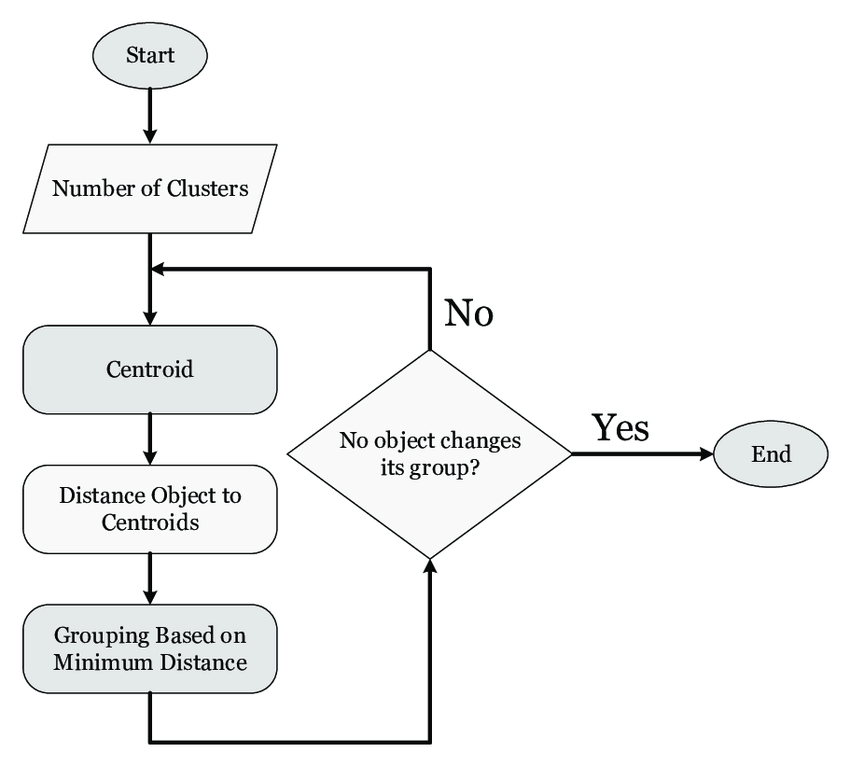 Start
Number of Clusters
Centroid
Distance Object to
Centroids
Grouping Based on
Minimum Distance
No
No object changes
its group?
Yes
End